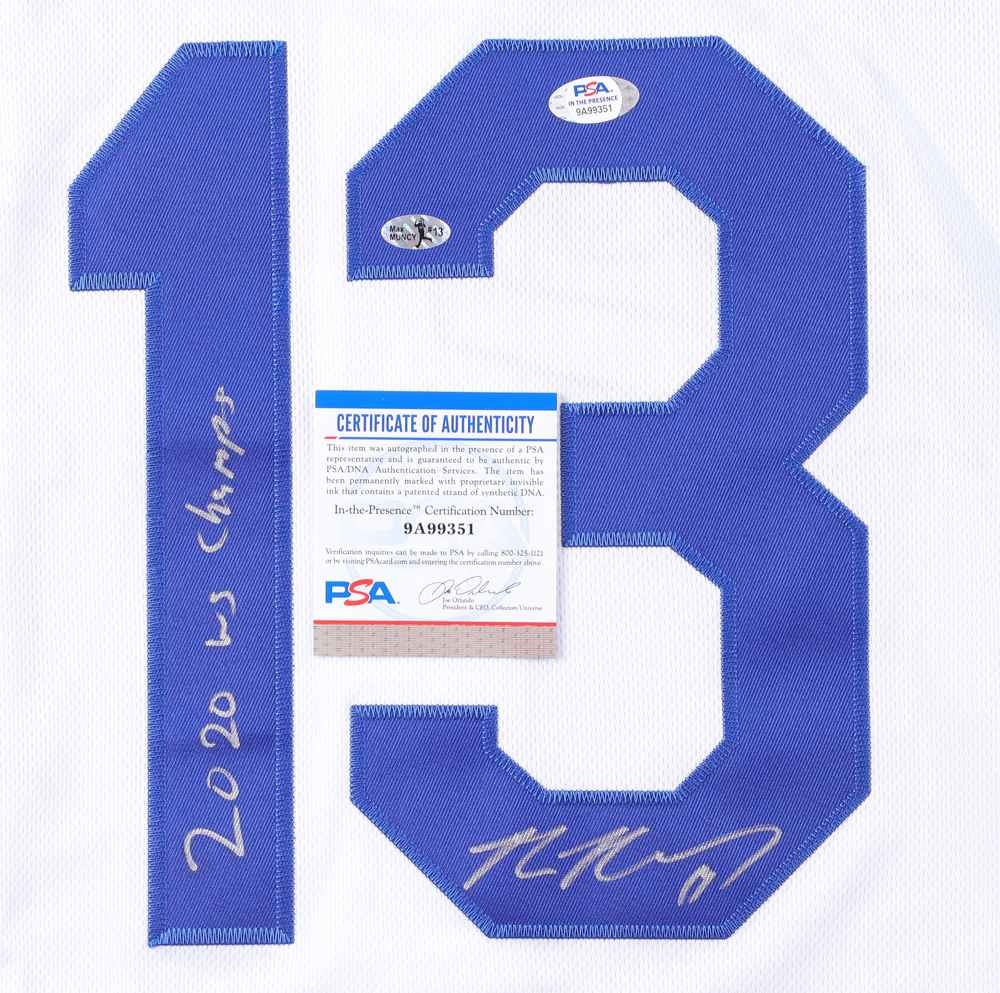 13
PSA
IN THE PRESENCE
9A99351
Max #13
MUNCY
2020 WS Champs
CERTIFICATE OF AUTHENTICITY
This item was autographed in the presence of a PSA
representative and is guaranteed to be authentic by
PSA/DNA Authentication Services. The item has
been permanently marked with proprietary invisible
ink that contains a patented strand of synthetic DNA.
In-the-Presence™ Certification Number:
9A99351
Verification inquiries can be made to PSA by calling 800-325-1121
or by visiting PSAcard.com and entering the certification number above.
PSA
Joe Orlando
President & CEO, Collectors Universe